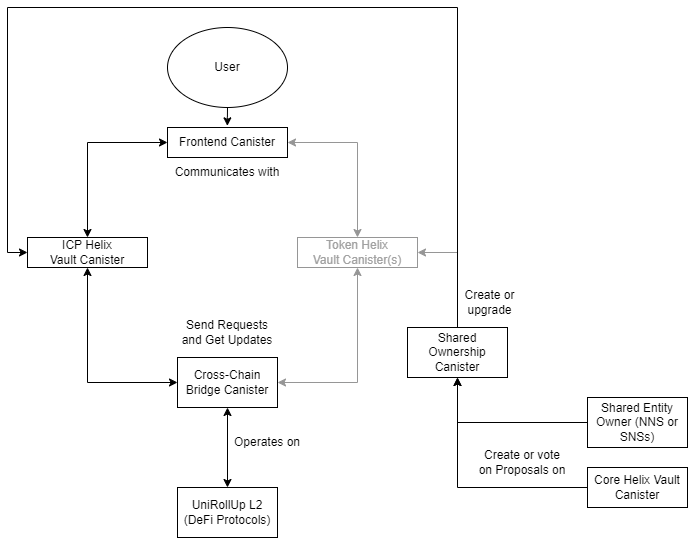 User
Frontend Canister
Communicates with
ICP Helix
Vault Canister
Token Helix
Vault Canister(s)
Create or
upgrade
Send Requests
and Get Updates
Shared
Ownership
Canister
Cross-Chain
Bridge Canister
Shared Entity
Owner (NNS or
SNSs)
Operates on
Create or vote
on Proposals on
Core Helix Vault
Canister
UniRollUp L2
(DeFi Protocols)